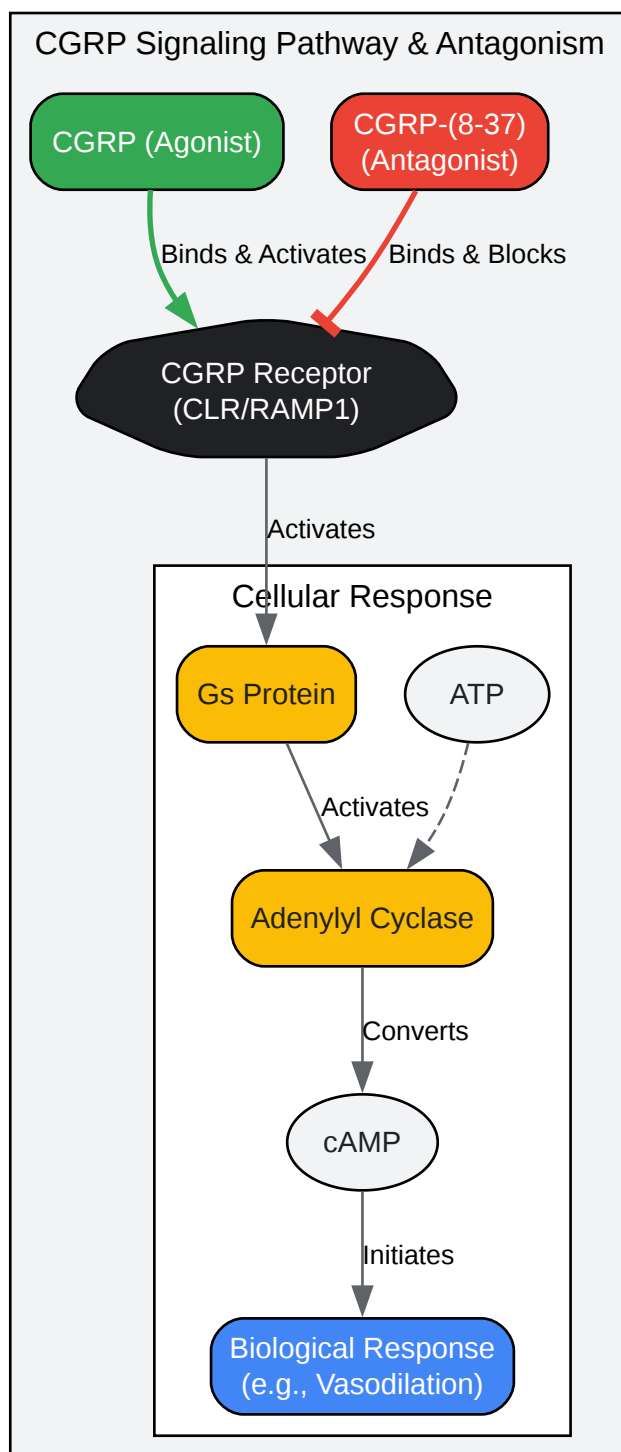 CGRP Signaling Pathway & Antagonism
CGRP (Agonist)
CGRP-(8-37)
(Antagonist)
Binds & Activates
Binds & Blocks
CGRP Receptor
(CLR/RAMP1)
Activates
Cellular Response
Gs Protein
ATP
Activates
Adenylyl Cyclase
Converts
cAMP
Initiates
Biological Response
(e.g., Vasodilation)